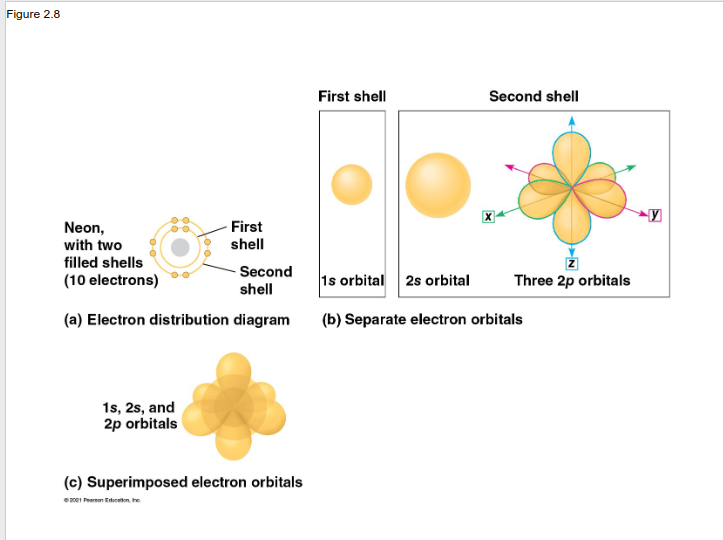 Figure 2.8
First shell
Second shell
x
y
z
1s orbital
2s orbital
Three 2p orbitals
Neon,
with two
filled shells
(10 electrons)
First
shell
Second
shell
(a) Electron distribution diagram
(b) Separate electron orbitals
1s, 2s, and
2p orbitals
(c) Superimposed electron orbitals
© 2021 Pearson Education, Inc.